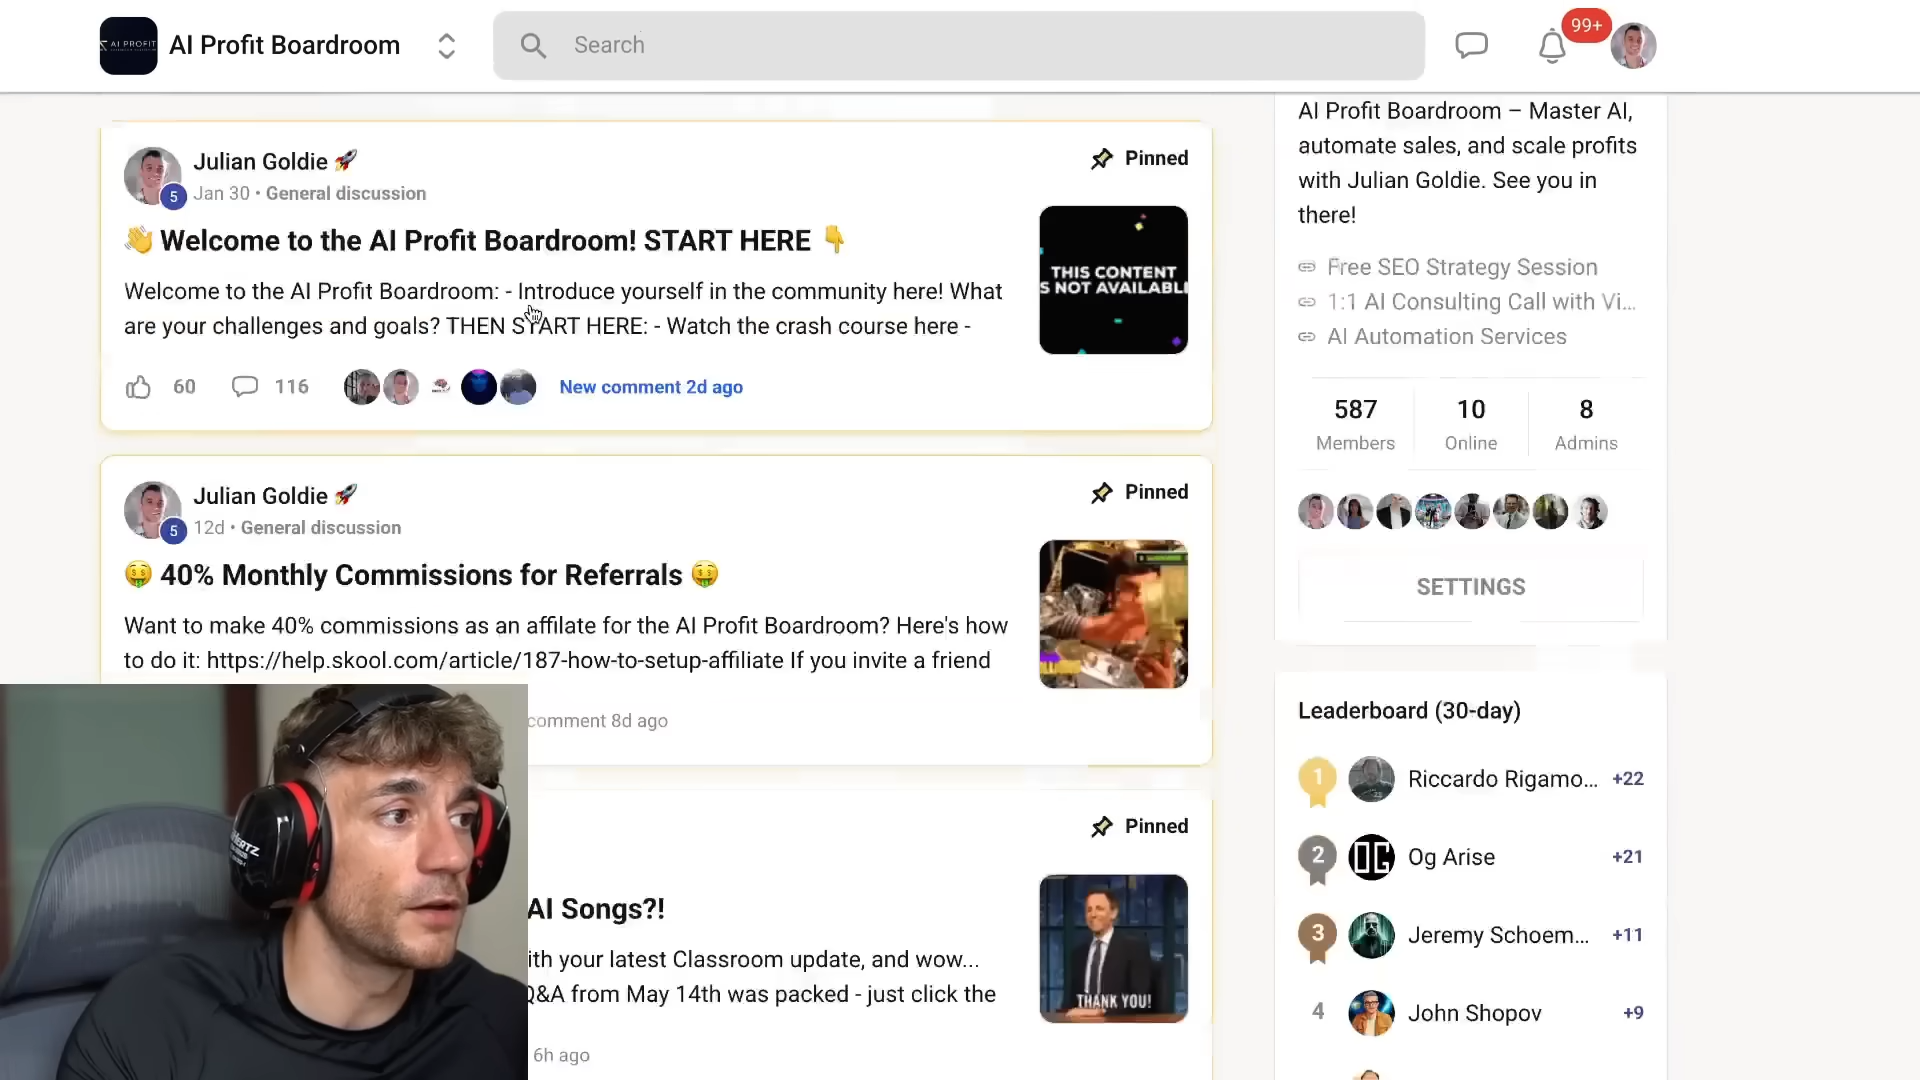 AI PROFIT
AI Profit Boardroom
Search
99+
Julian Goldie 🚀
Pinned
5
Jan 30 • General discussion
👋 Welcome to the AI Profit Boardroom! START HERE 👇
Welcome to the AI Profit Boardroom: - Introduce yourself in the community here! What
are your challenges and goals? THEN START HERE: - Watch the crash course here -
THIS CONTENT
S NOT AVAILABL
60
116
New comment 2d ago
Julian Goldie 🚀
Pinned
5
12d • General discussion
🤑 40% Monthly Commissions for Referrals 🤑
Want to make 40% commissions as an affilate for the AI Profit Boardroom? Here's how
to do it: https://help.skool.com/article/187-how-to-setup-affiliate If you invite a friend
comment 8d ago
Pinned
AI Songs?!
ith your latest Classroom update, and wow...
Q&A from May 14th was packed - just click the
THANK YOU!
6h ago
AI Profit Boardroom – Master AI,
automate sales, and scale profits
with Julian Goldie. See you in
there!
Free SEO Strategy Session
1:1 AI Consulting Call with Vi...
AI Automation Services
587
Members
10
Online
8
Admins
SETTINGS
Leaderboard (30-day)
1
Riccardo Rigamo...
+22
2
OG
Og Arise
+21
3
Jeremy Schoem...
+11
4
John Shopov
+9